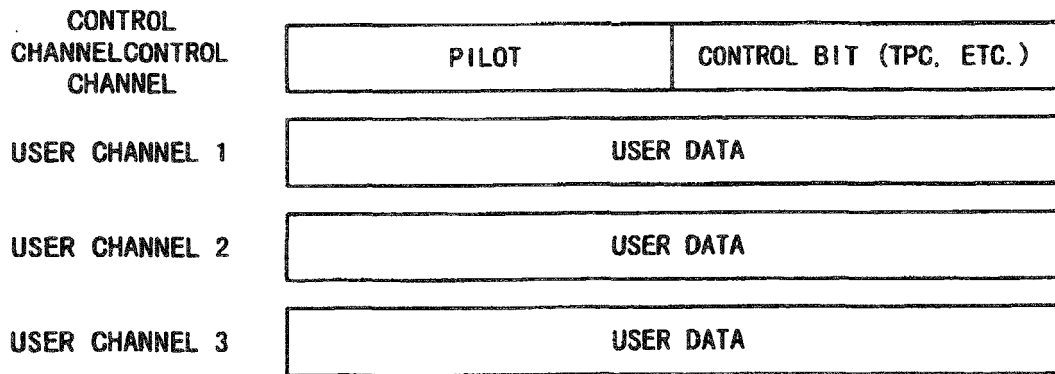 CONTROL
CHANNELCONTROL
CHANNEL
PILOT
CONTROL BIT (TPC, ETC.)
USER CHANNEL 1
USER DATA
USER CHANNEL 2
USER DATA
USER CHANNEL 3
USER DATA